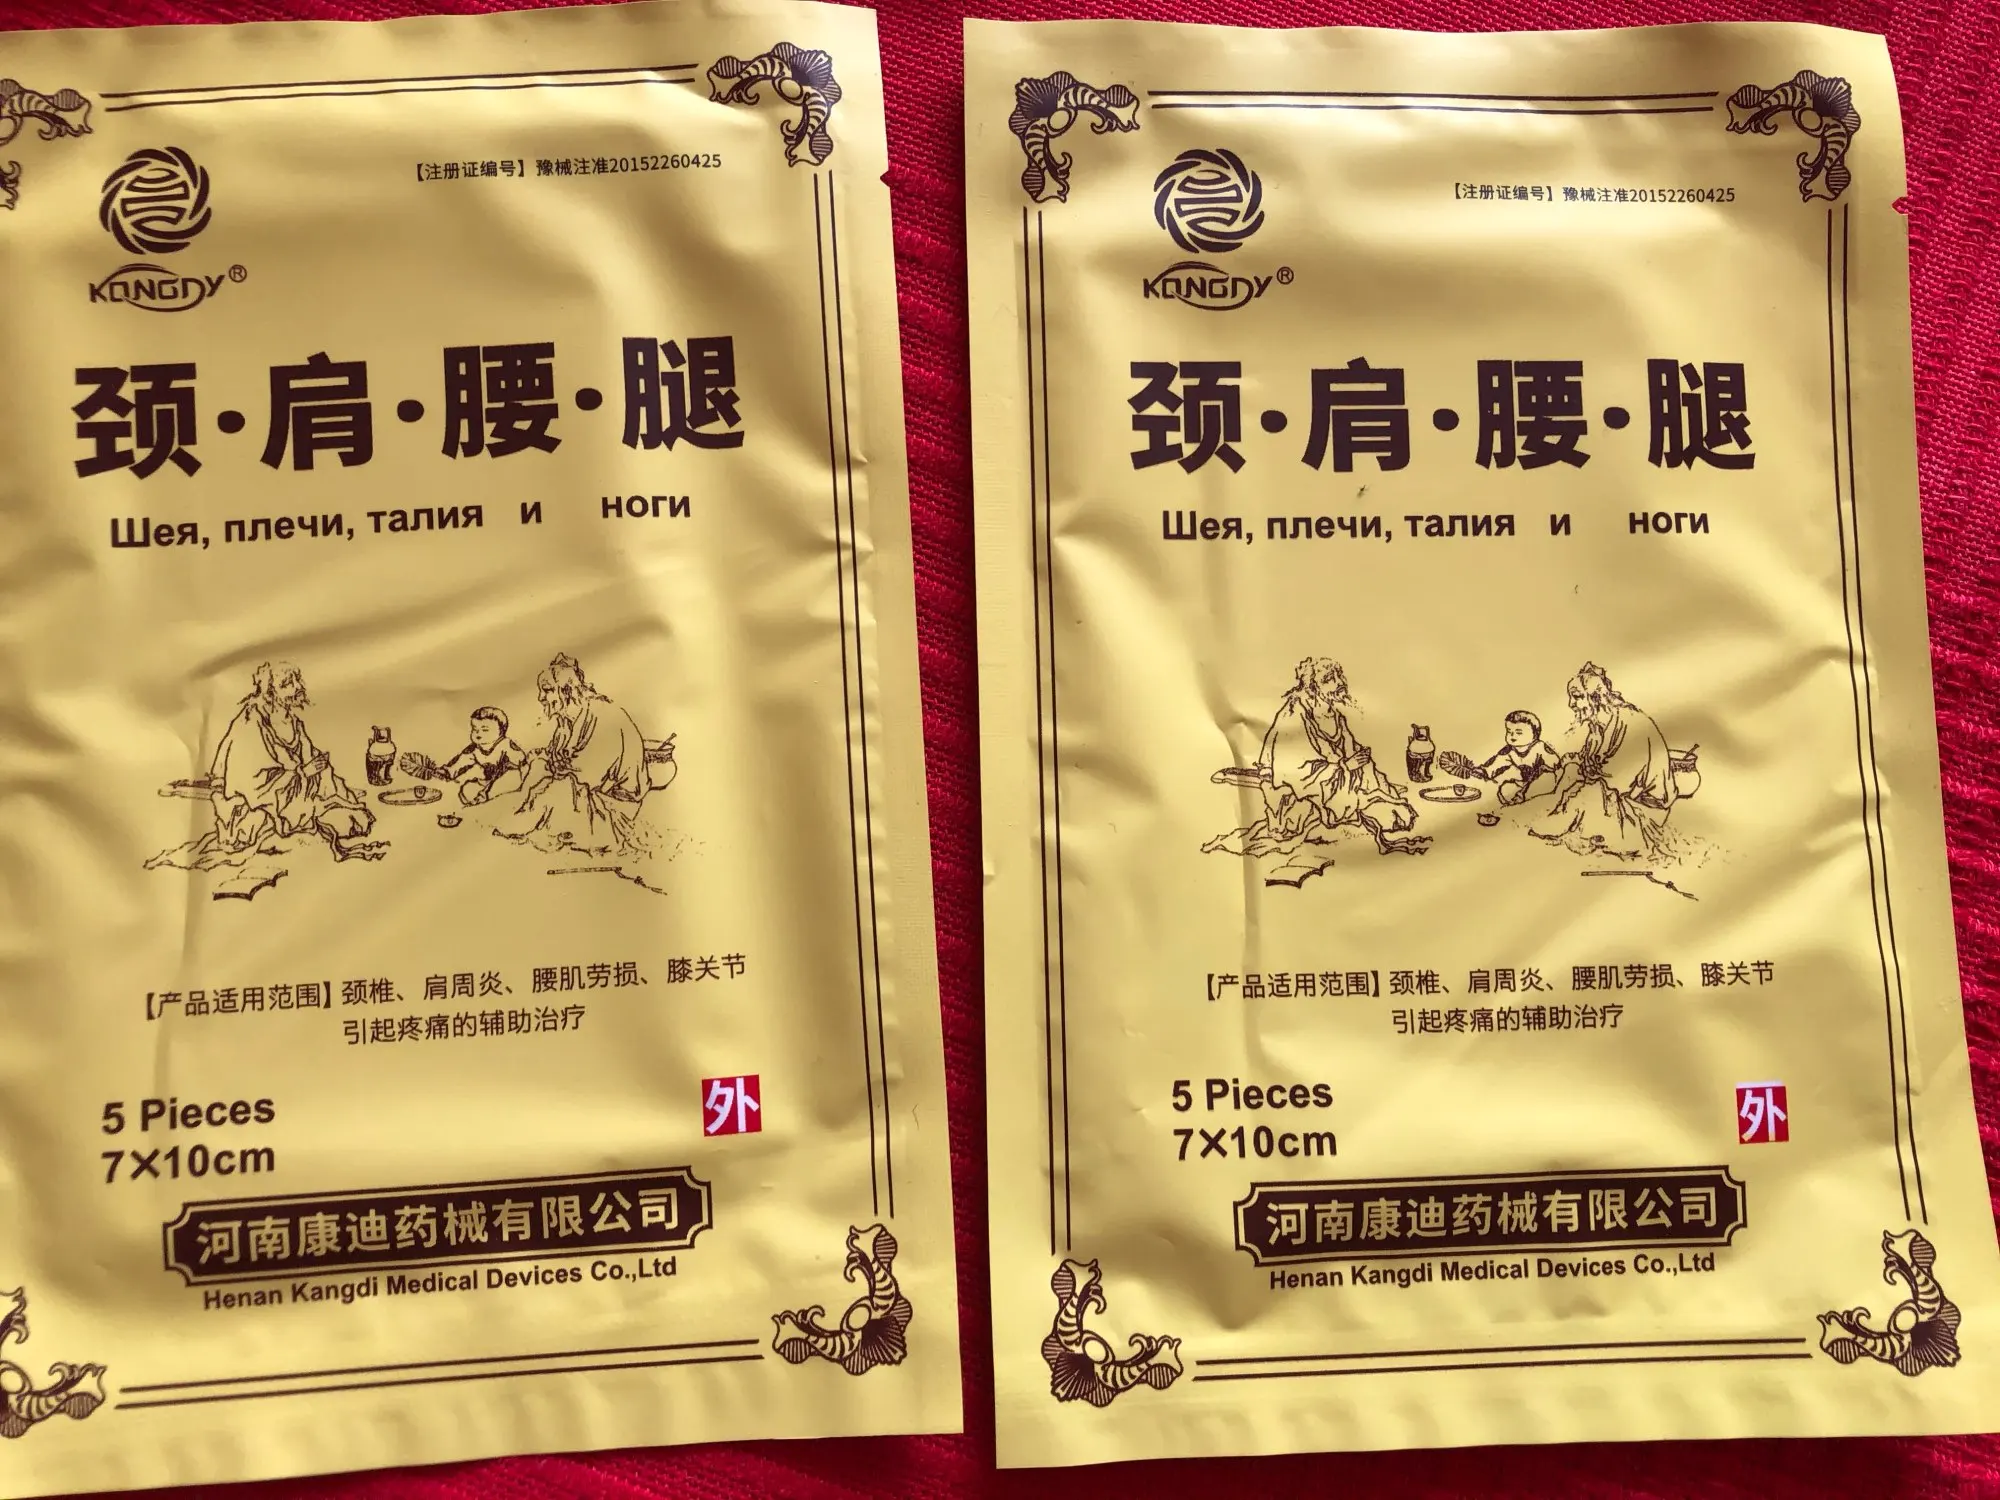 【注册证编号】豫械注准20152260425
KONGDY®
颈·肩·腰·腿
Шея, плечи, талия и ноги
【产品适用范围】颈椎、肩周炎、腰肌劳损、膝关节
引起疼痛的辅助治疗
5 Pieces
7×10cm
外
河南康迪药械有限公司
Henan Kangdi Medical Devices Co.,Ltd
【注册证编号】豫械注准20152260425
KONGDY®
颈·肩·腰·腿
Шея, плечи, талия и ноги
【产品适用范围】颈椎、肩周炎、腰肌劳损、膝关节
引起疼痛的辅助治疗
5 Pieces
7×10cm
外
河南康迪药械有限公司
Henan Kangdi Medical Devices Co.,Ltd